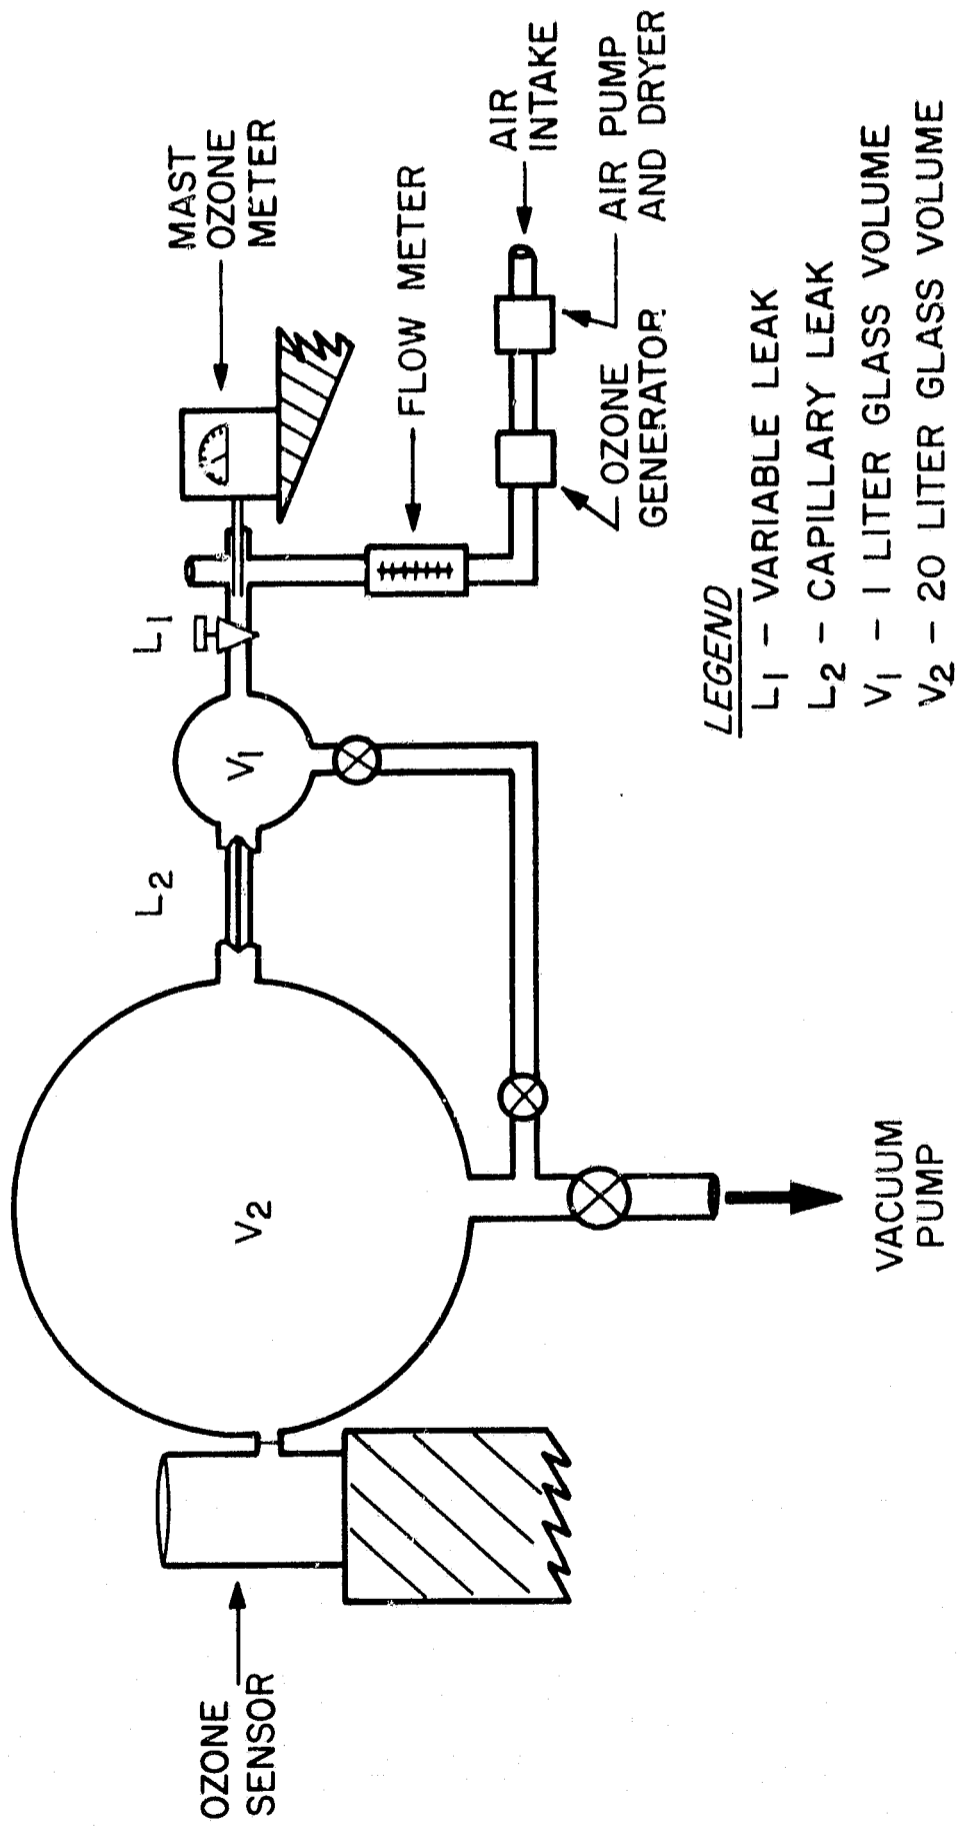 OZONE
SENSOR
V2
L2
V1
L1
MAST
OZONE
METER
FLOW METER
AIR
INTAKE
OZONE
GENERATOR
AIR PUMP
AND DRYER
VACUUM
PUMP
LEGEND
L1 – VARIABLE LEAK
L2 – CAPILLARY LEAK
V1 – 1 LITER GLASS VOLUME
V2 – 20 LITER GLASS VOLUME